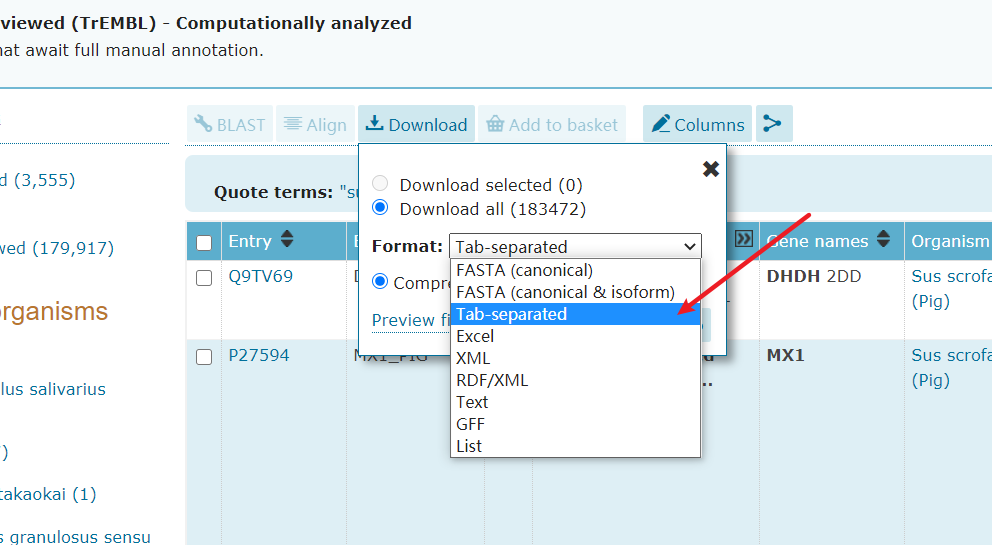 viewed (TrEMBL) - Computationally analyzed
hat await full manual annotation.
BLAST Align Download Add to basket Columns
d (3,555)
Download selected (0)
Quote terms: "su
Download all (183472)
wed (179,917)
Entry Format: Tab-separated Gene names Organism
Q9TV69 FASTA (canonical) DHDH 2DD Sus scrofa
Compre FASTA (canonical & isoform) (Pig)
organisms Preview fi Tab-separated
Excel
P27594 MX1_PIG XML MX1 Sus scrofa
RDF/XML (Pig)
lus salivarius
Text
GFF
List
takaokai (1)
s granulosus sensu